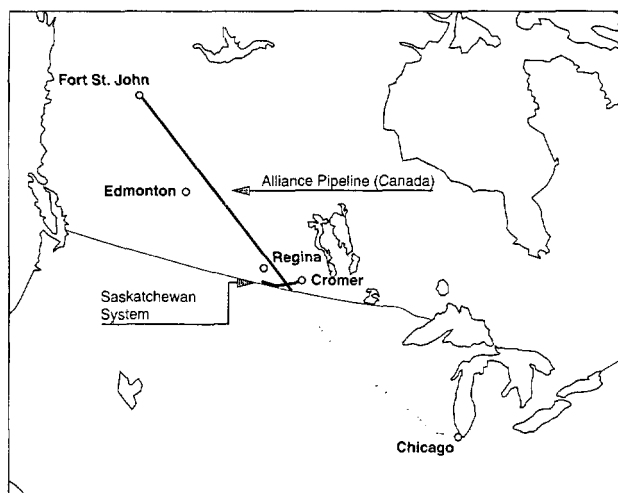 Fort St. John
Edmonton
Alliance Pipeline (Canada)
Regina
Cromer
Saskatchewan
System
Chicago